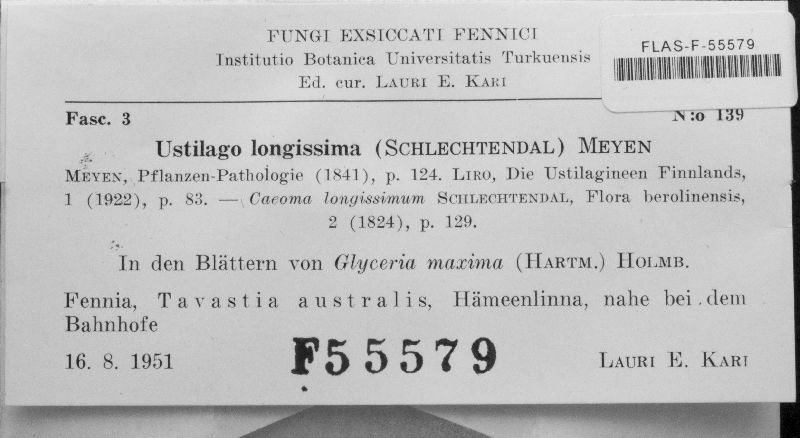 FUNGI EXSICCATI FENNICI
Institutio Botanica Universitatis Turkuensis
Ed. cur. LAURI E. KARI
FLAS-F-55579
Fasc. 3 N:o 139
Ustilago longissima (SCHLECHTENDAL) MEYEN
MEYEN, Pflanzen-Pathologie (1841), p. 124. LIRO, Die Ustilagineen Finnlands,
1 (1922), p. 83. — Caeoma longissimum SCHLECHTENDAL, Flora berolinensis,
2 (1824), p. 129.
In den Blättern von Glyceria maxima (HARTM.) HOLMB.
Fennia, Tavastia australis, Hämeenlinna, nahe bei dem
Bahnhofe
16. 8. 1951 F55579 LAURI E. KARI